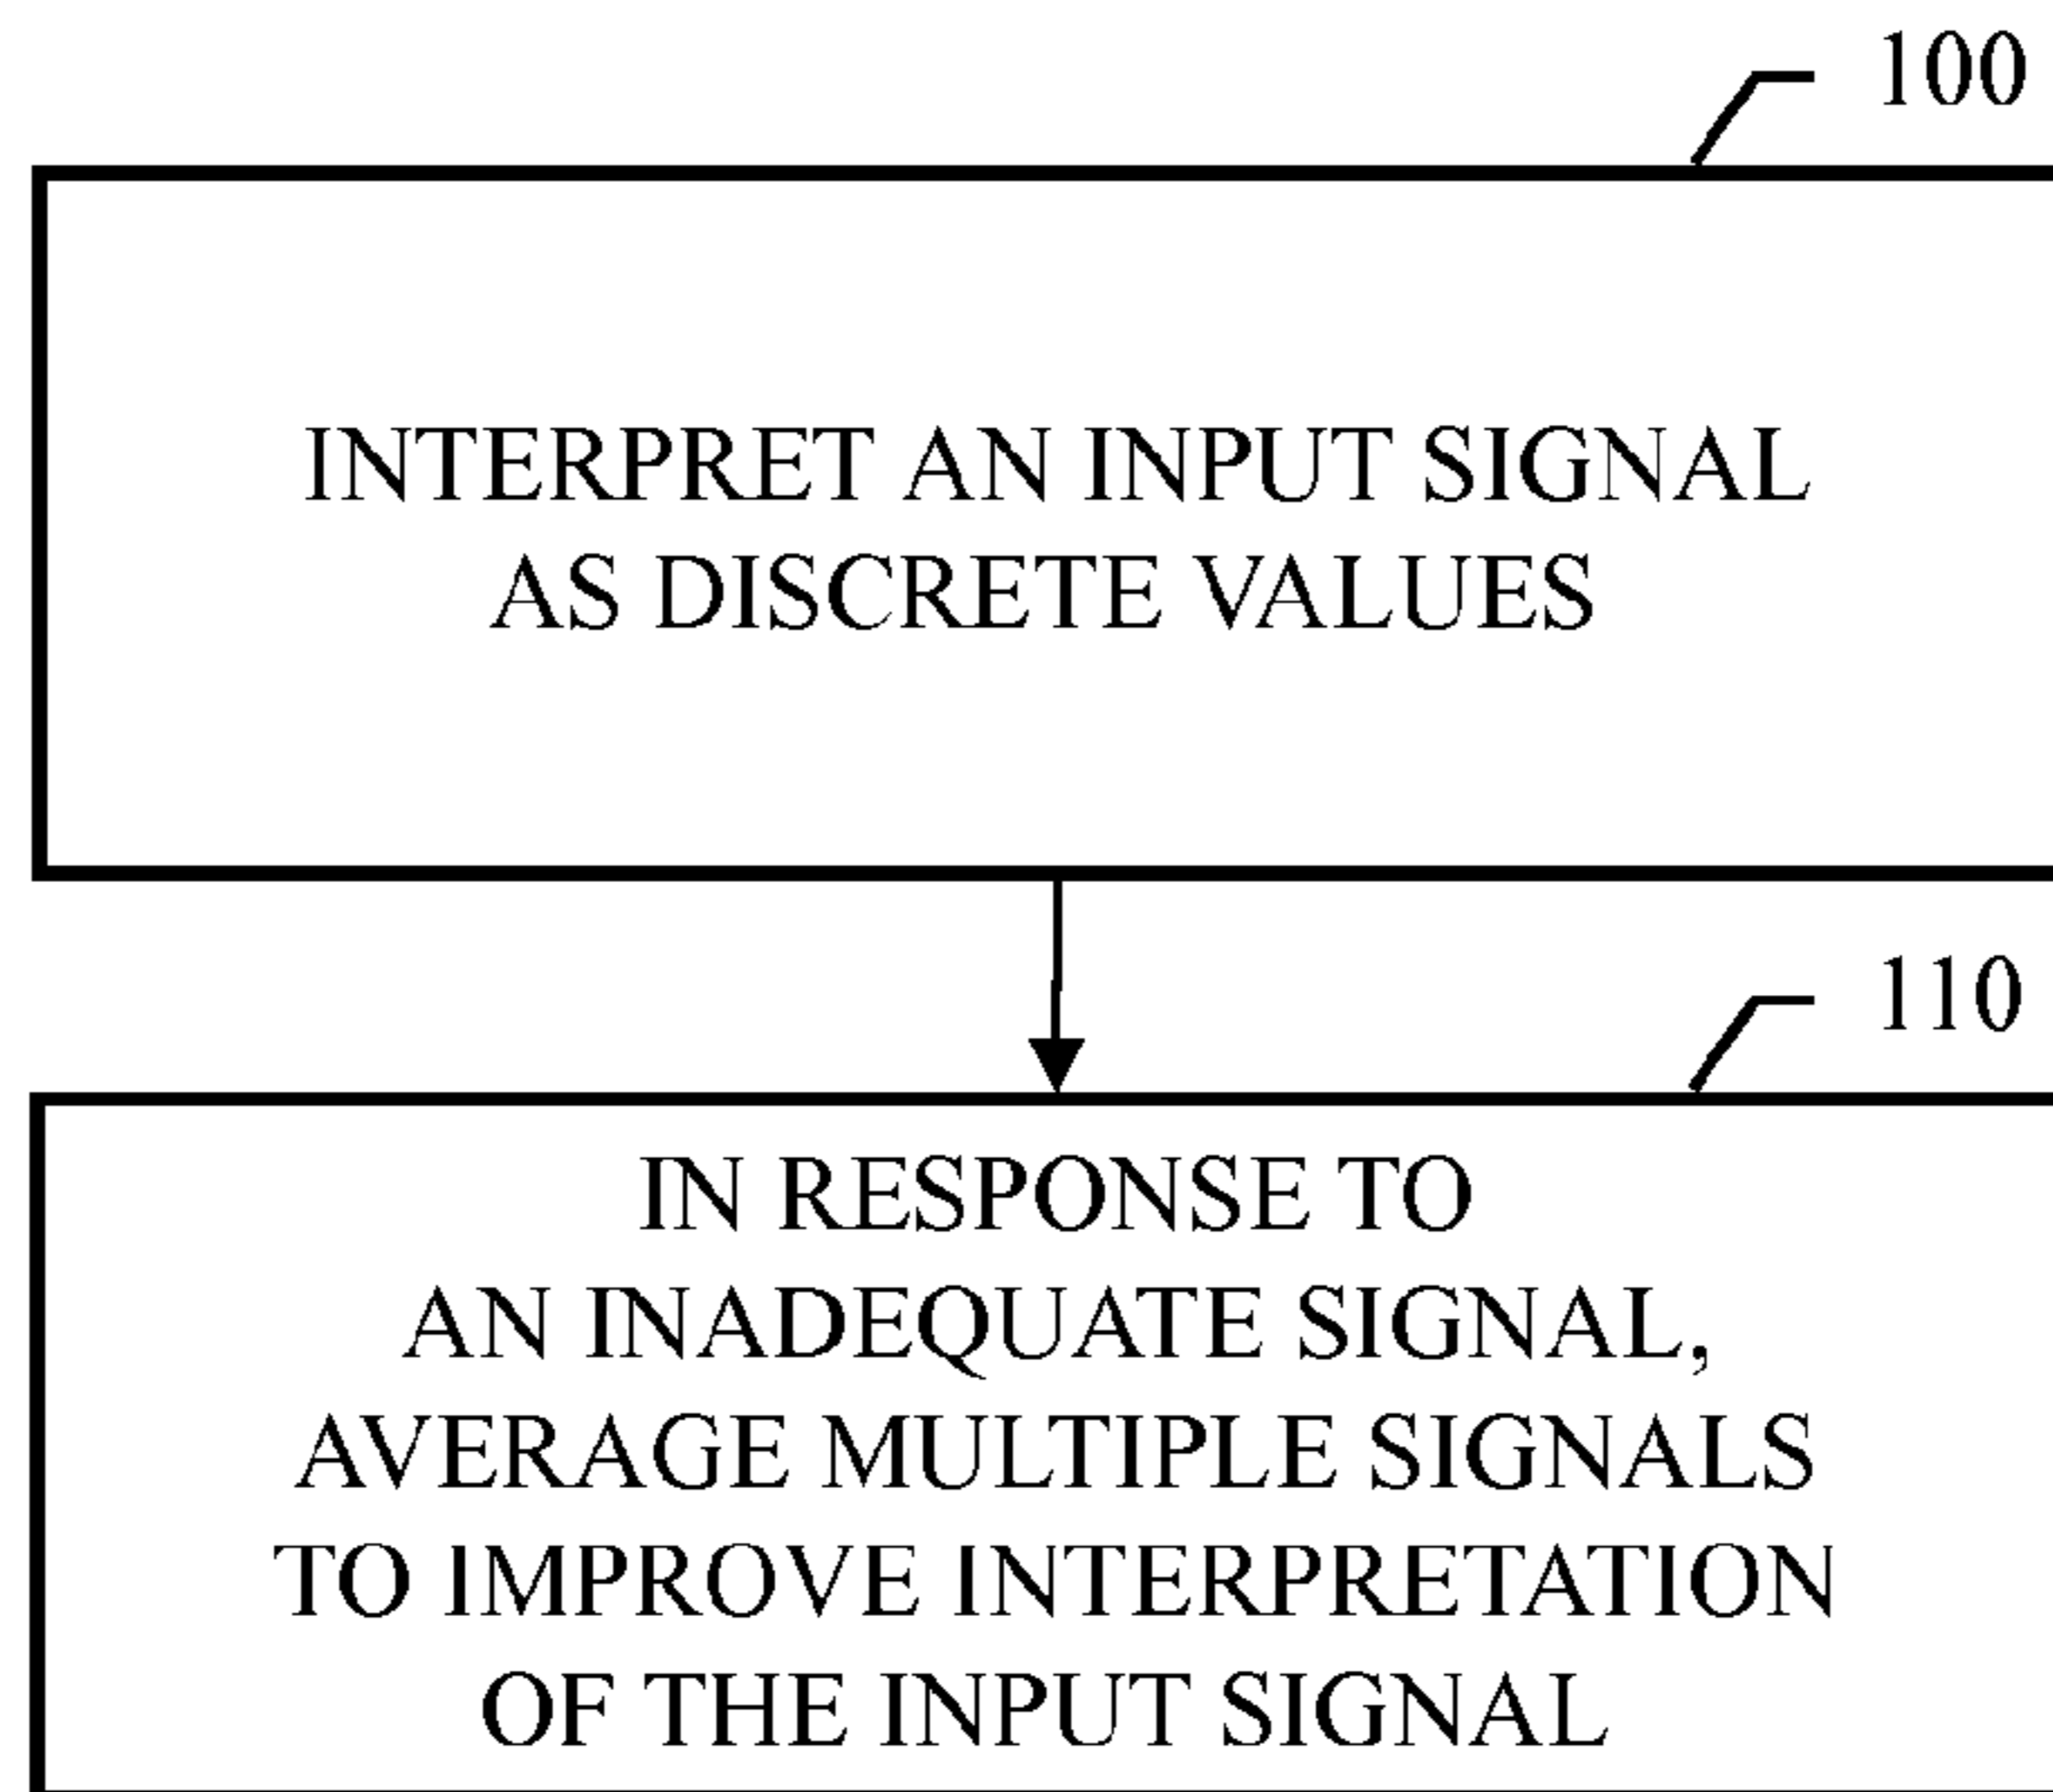 100
INTERPRET AN INPUT SIGNAL
AS DISCRETE VALUES
110
IN RESPONSE TO
AN INADEQUATE SIGNAL,
AVERAGE MULTIPLE SIGNALS
TO IMPROVE INTERPRETATION
OF THE INPUT SIGNAL